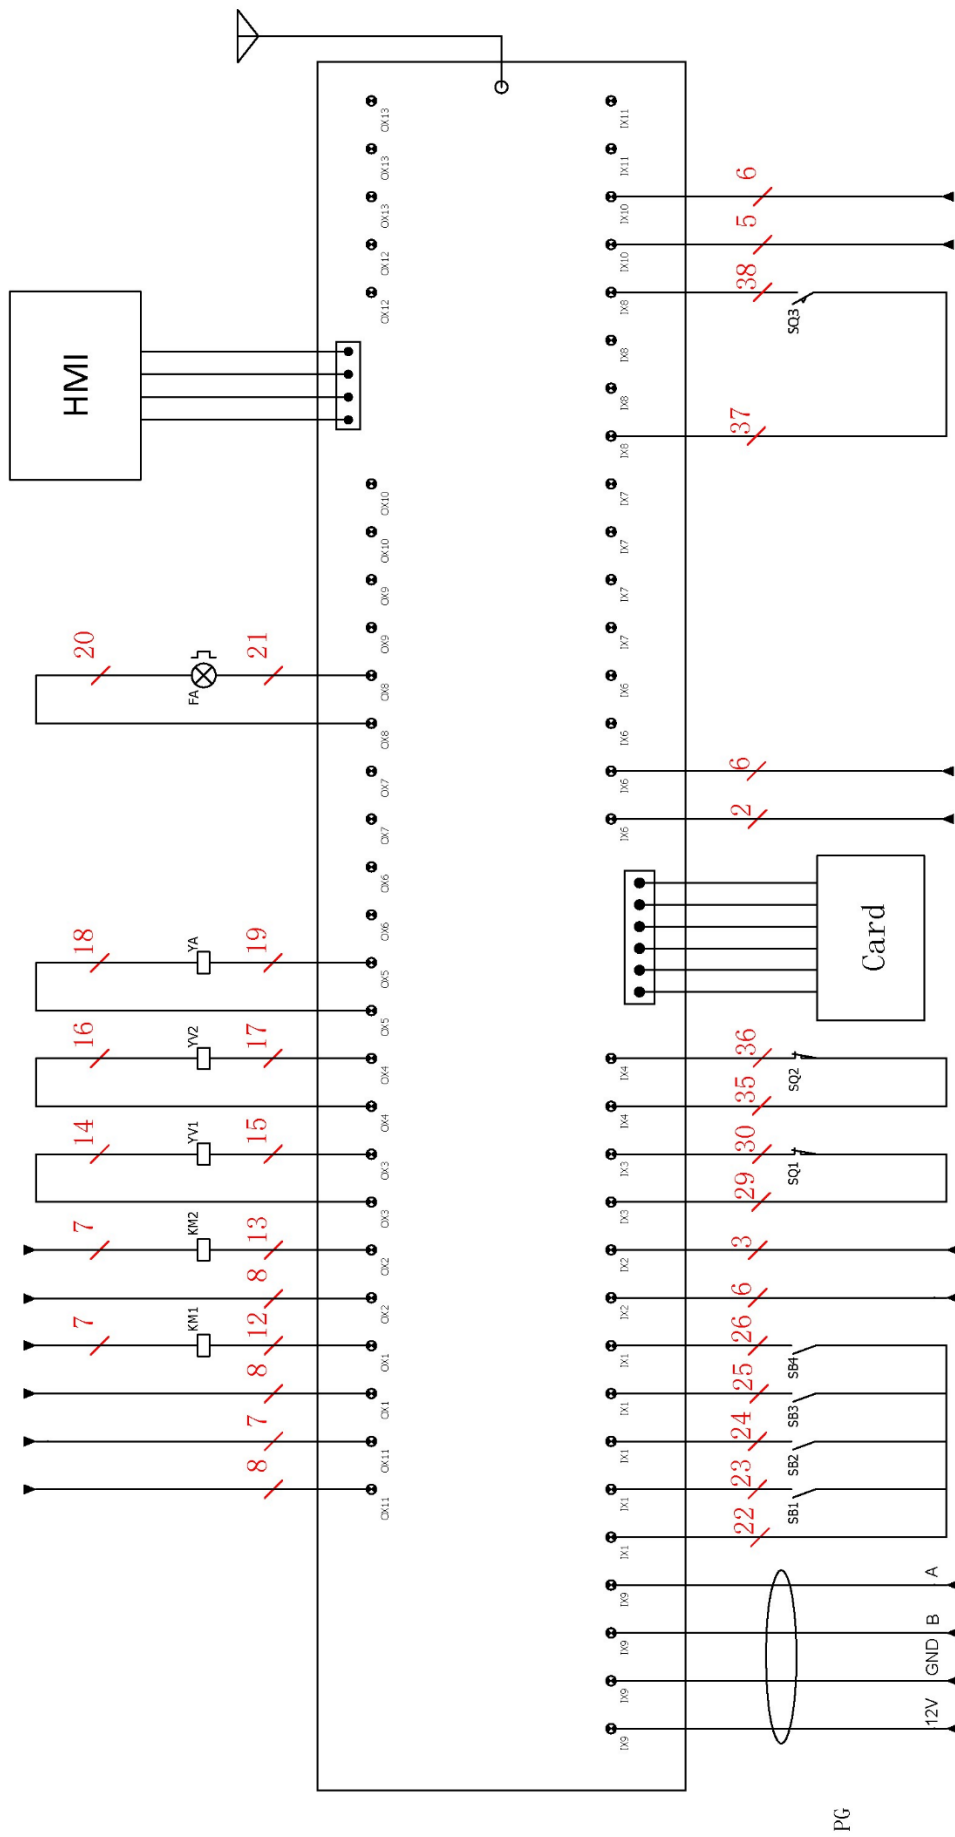 HMI
7 7 14 16 18 20
KM1 KM2 YV1 YV2 YA FA
8 7 8 12 8 13 15 17 19 21
OX11 OX11 OX1 OX1 OX2 OX2 OX3 OX3 OX4 OX4 OX5 OX5 OX6 OX6 OX7 OX7 OX8 OX8 OX9 OX9 OX10 OX10 OX12 OX12 OX13 OX13 OX13
IX9 IX9 IX9 IX9 IX1 IX1 IX1 IX1 IX1 IX2 IX2 IX3 IX3 IX4 IX4 IX6 IX6 IX6 IX6 IX7 IX7 IX7 IX7 IX8 IX8 IX8 IX8 IX10 IX10 IX11 IX11
22 23 24 25 26 6 3 29 30 35 36 2 6 37 38 5 6
SB1 SB2 SB3 SB4 SQ1 SQ2 SQ3
PG
Card
12V GND B A